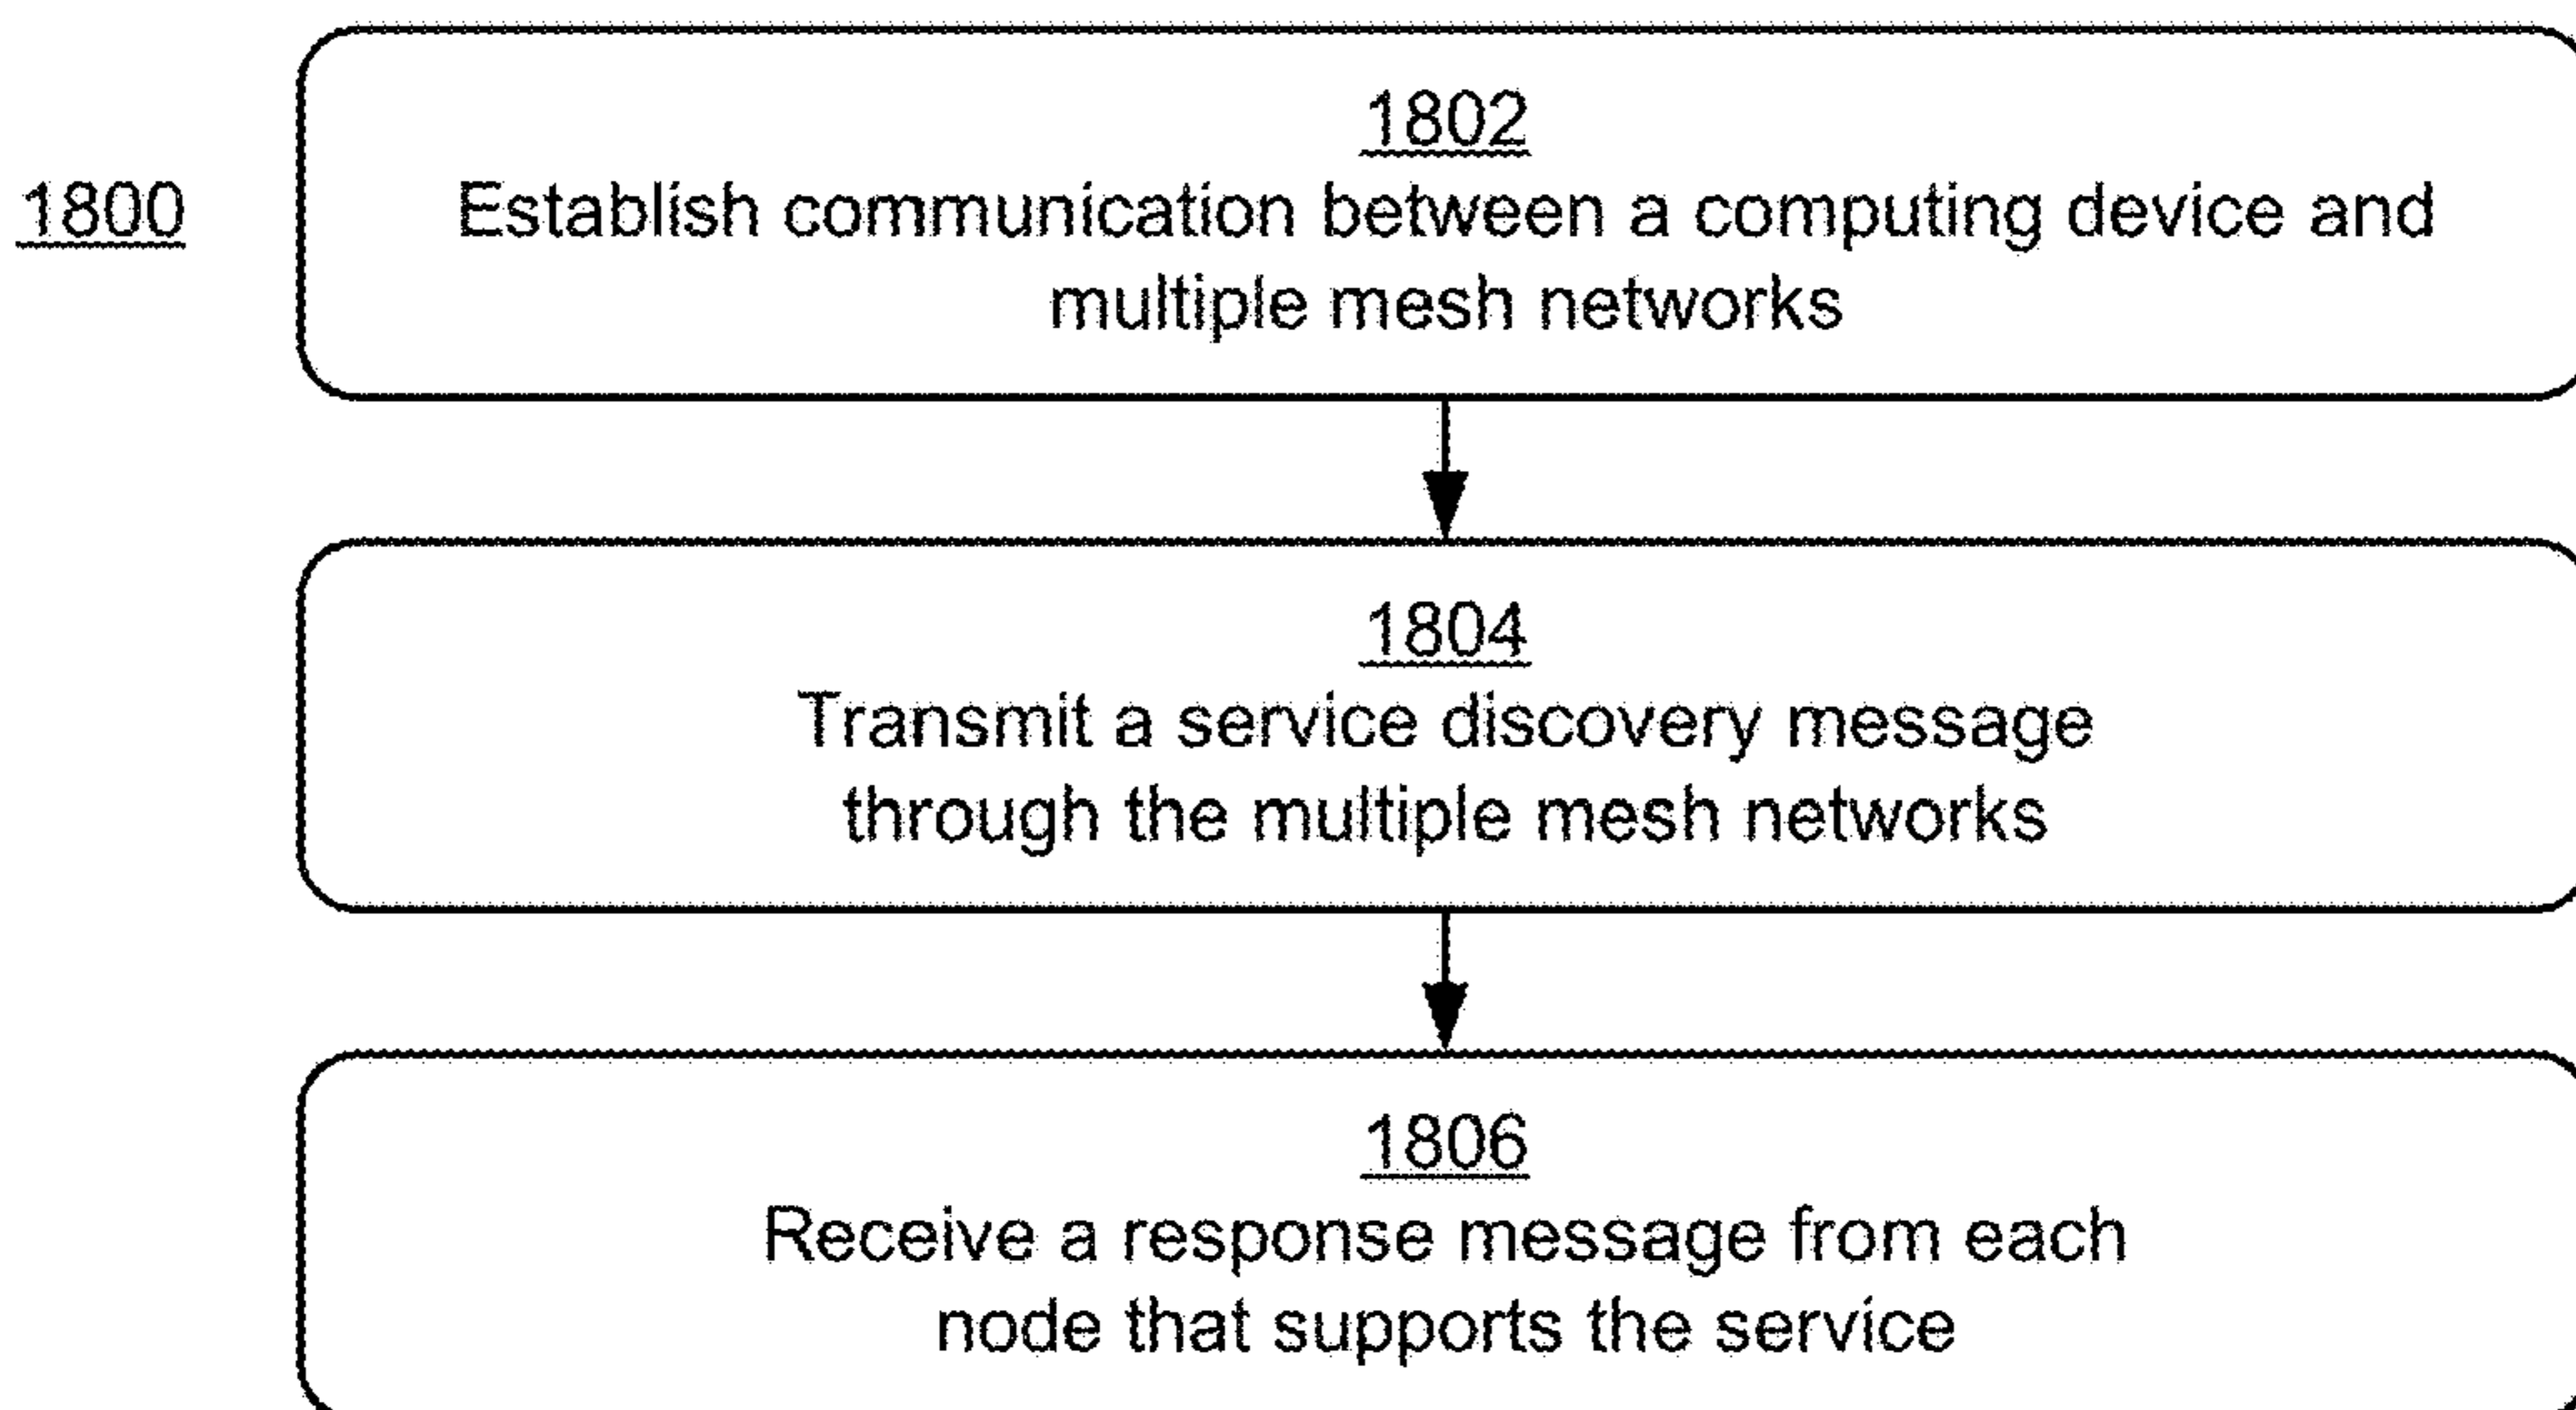 1800
1802
Establish communication between a computing device and
multiple mesh networks
1804
Transmit a service discovery message
through the multiple mesh networks
1806
Receive a response message from each
node that supports the service